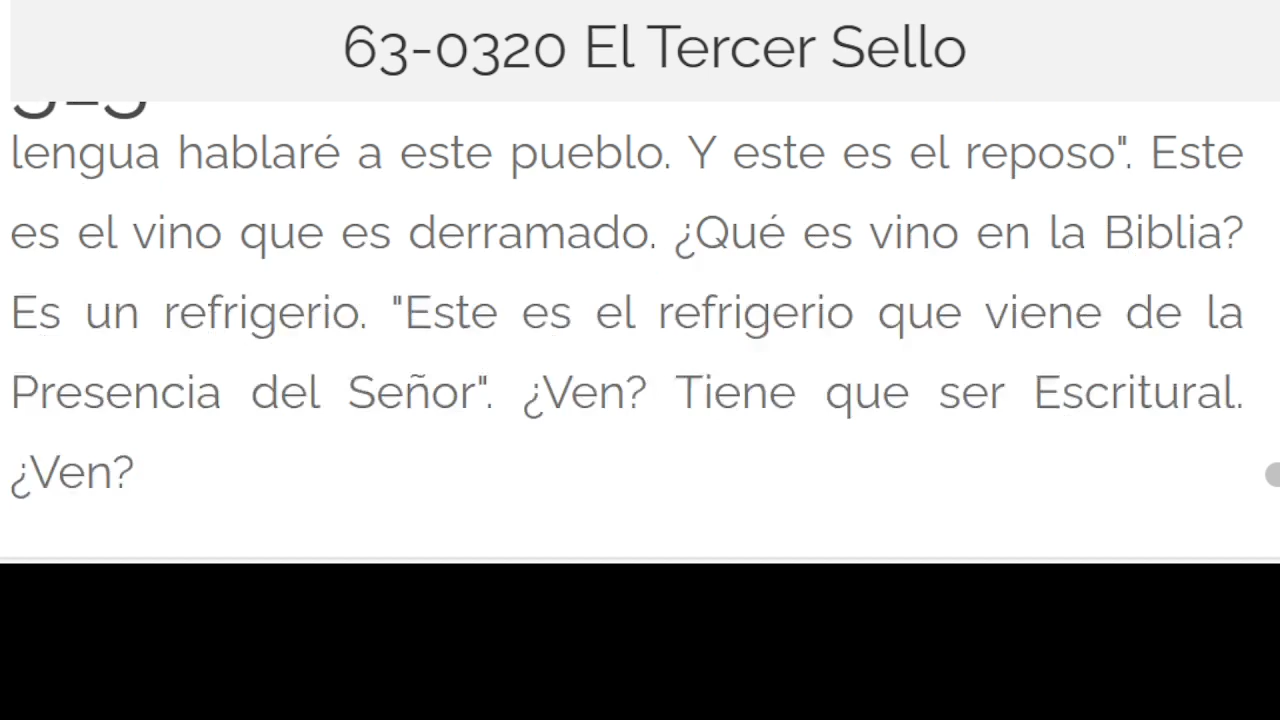 63-0320 El Tercer Sello
lengua hablaré a este pueblo. Y este es el reposo". Este
es el vino que es derramado. ¿Qué es vino en la Biblia?
Es un refrigerio. "Este es el refrigerio que viene de la
Presencia del Señor". ¿Ven? Tiene que ser Escritural.
¿Ven?